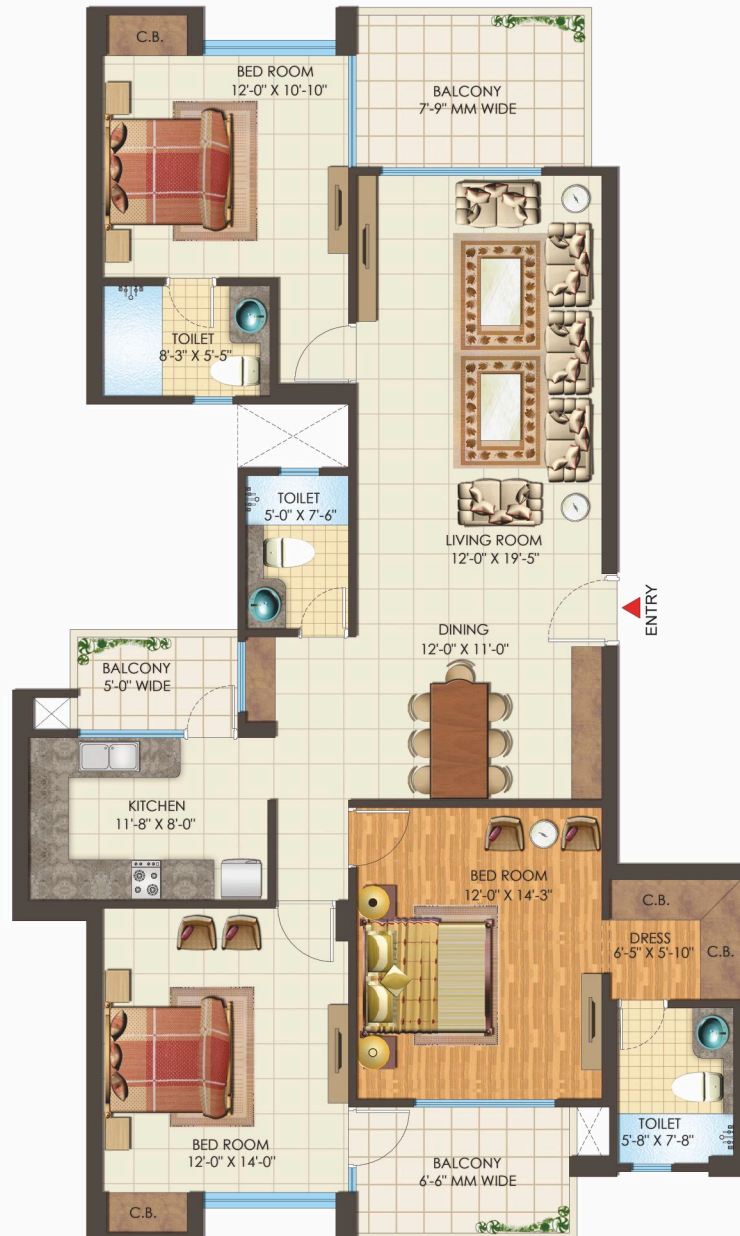 C.B.
BED ROOM
12'-0" X 10'-10"
BALCONY
7'-9" MM WIDE
TOILET
8'-3" X 5'-5"
TOILET
5'-0" X 7'-6"
LIVING ROOM
12'-0" X 19'-5"
ENTRY
DINING
12'-0" X 11'-0"
BALCONY
5'-0" WIDE
KITCHEN
11'-8" X 8'-0"
BED ROOM
12'-0" X 14'-3"
C.B.
DRESS
6'-5" X 5'-10"
C.B.
TOILET
5'-8" X 7'-8"
BED ROOM
12'-0" X 14'-0"
BALCONY
6'-6" MM WIDE
C.B.